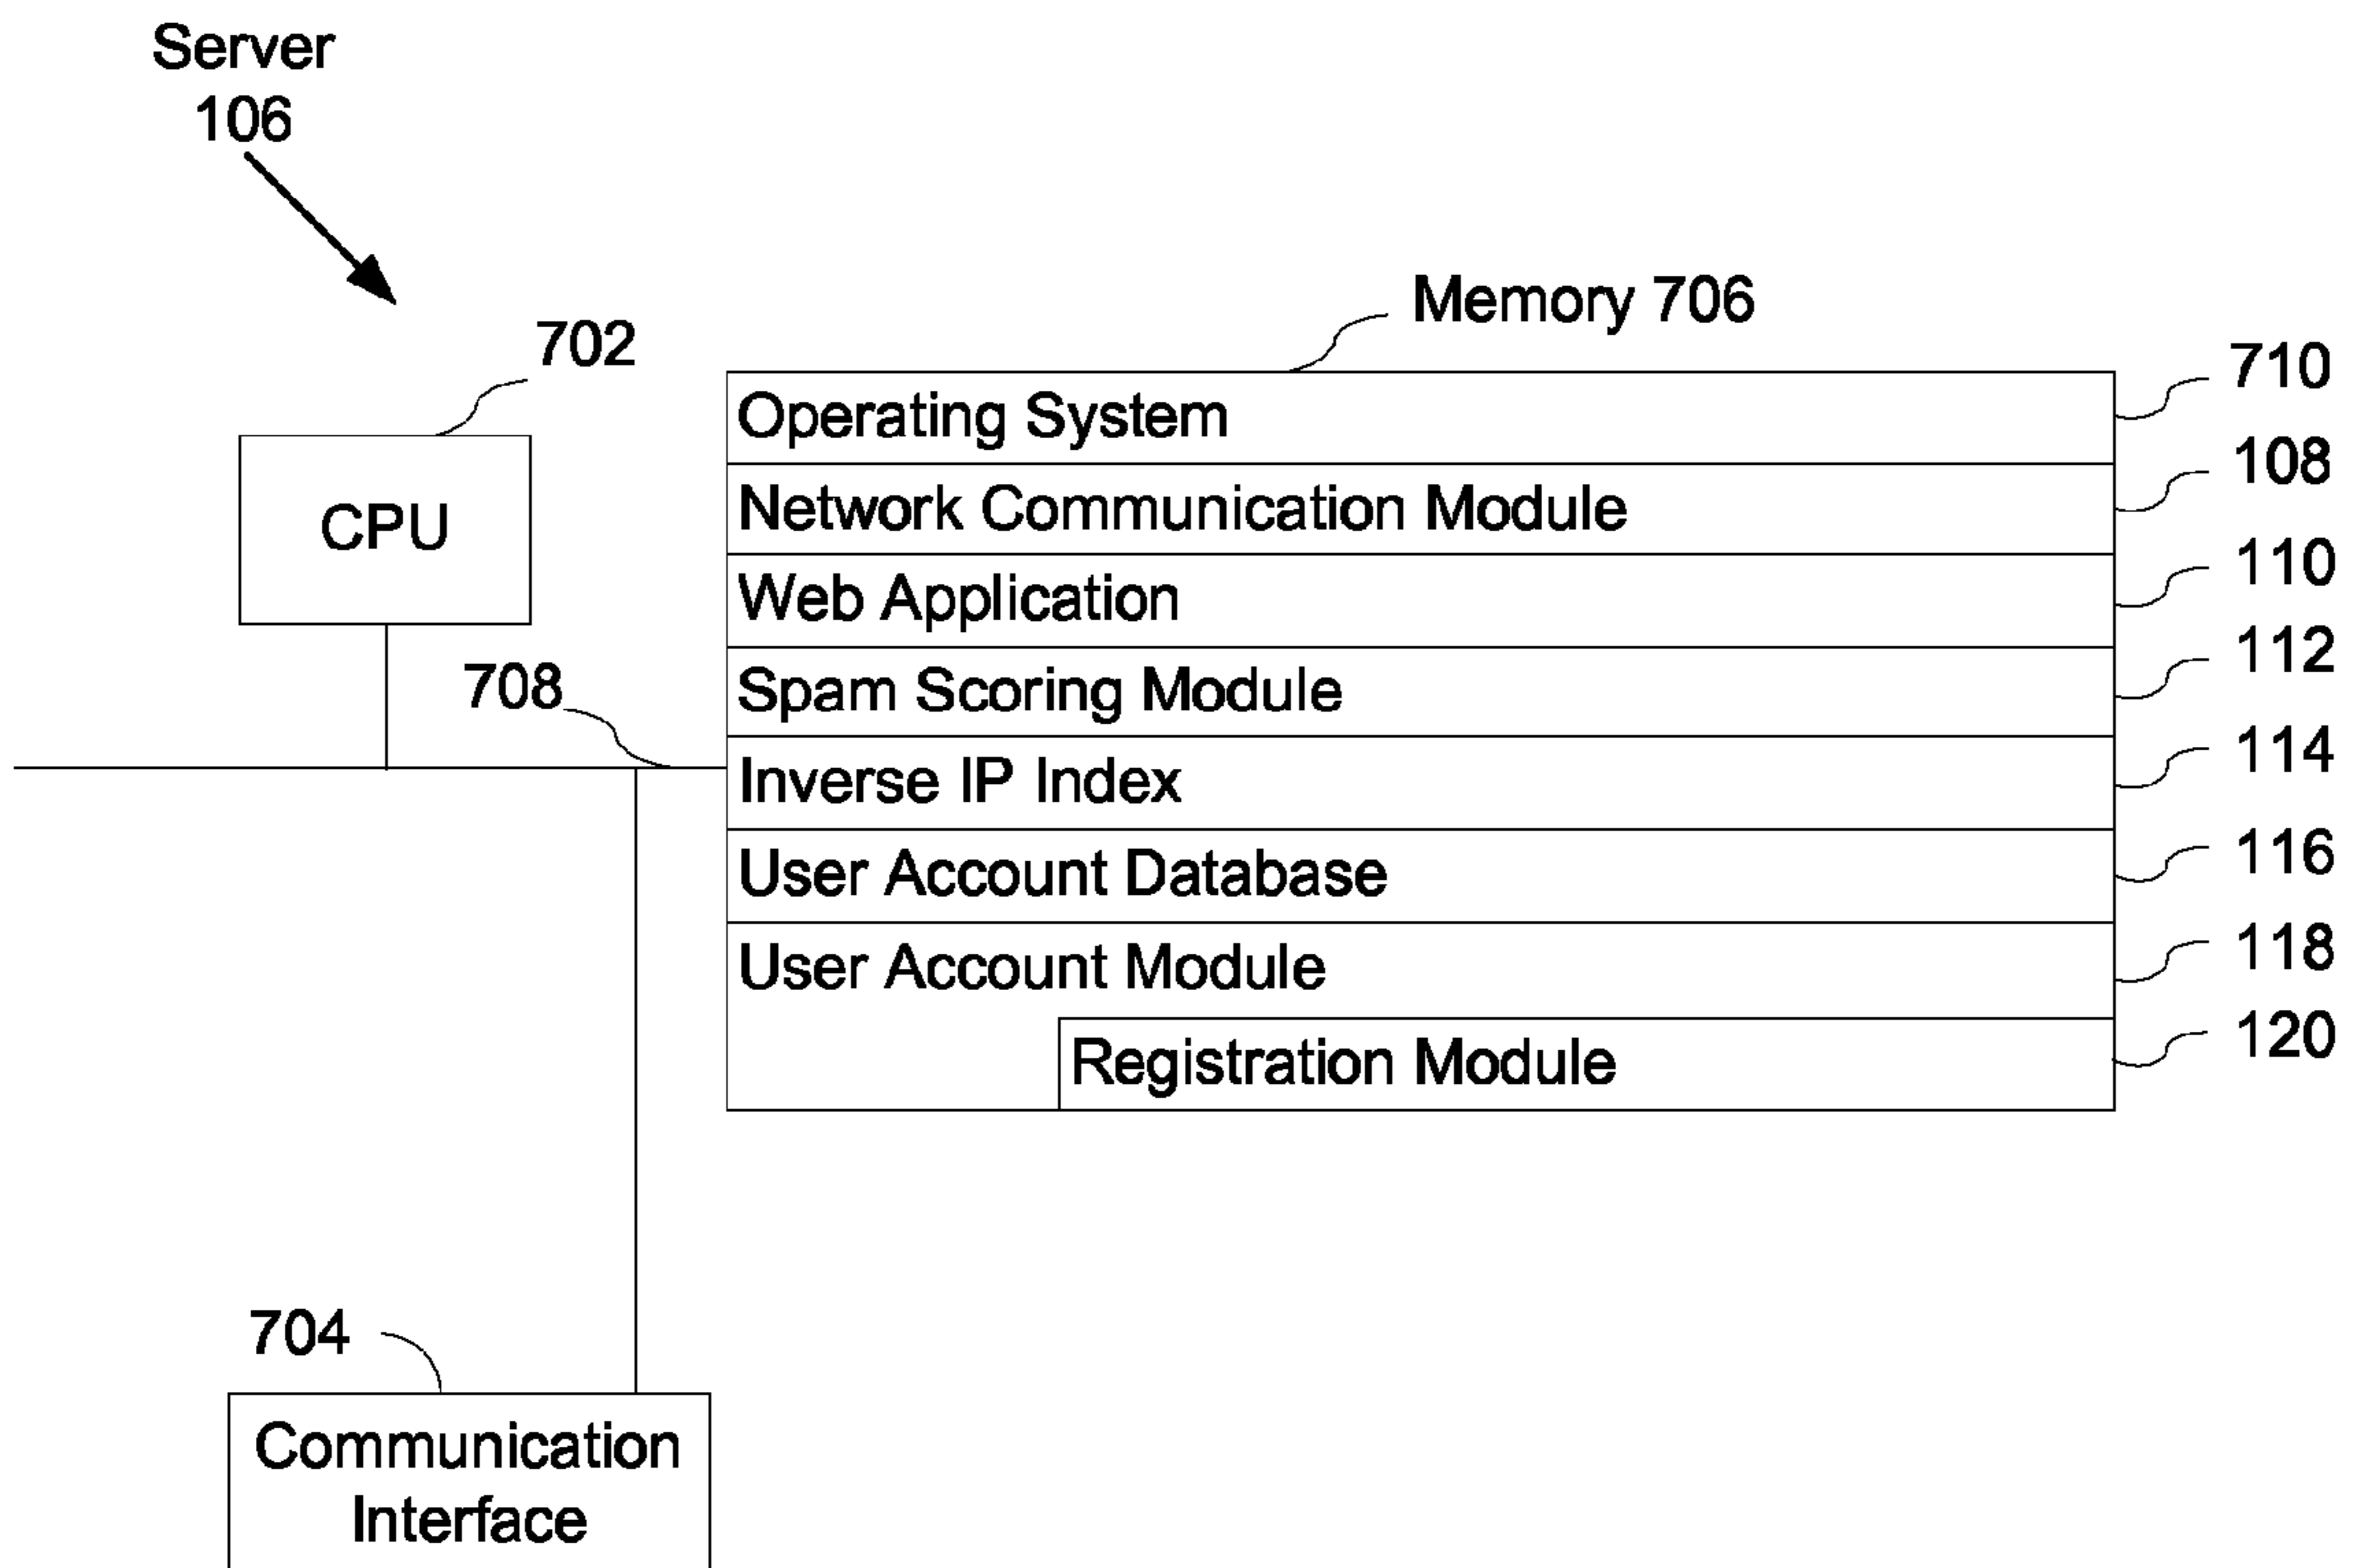 Server
106
Memory 706
702
710
Operating System
108
Network Communication Module
CPU
110
Web Application
112
708
Spam Scoring Module
114
Inverse IP Index
116
User Account Database
118
User Account Module
120
Registration Module
704
Communication
Interface